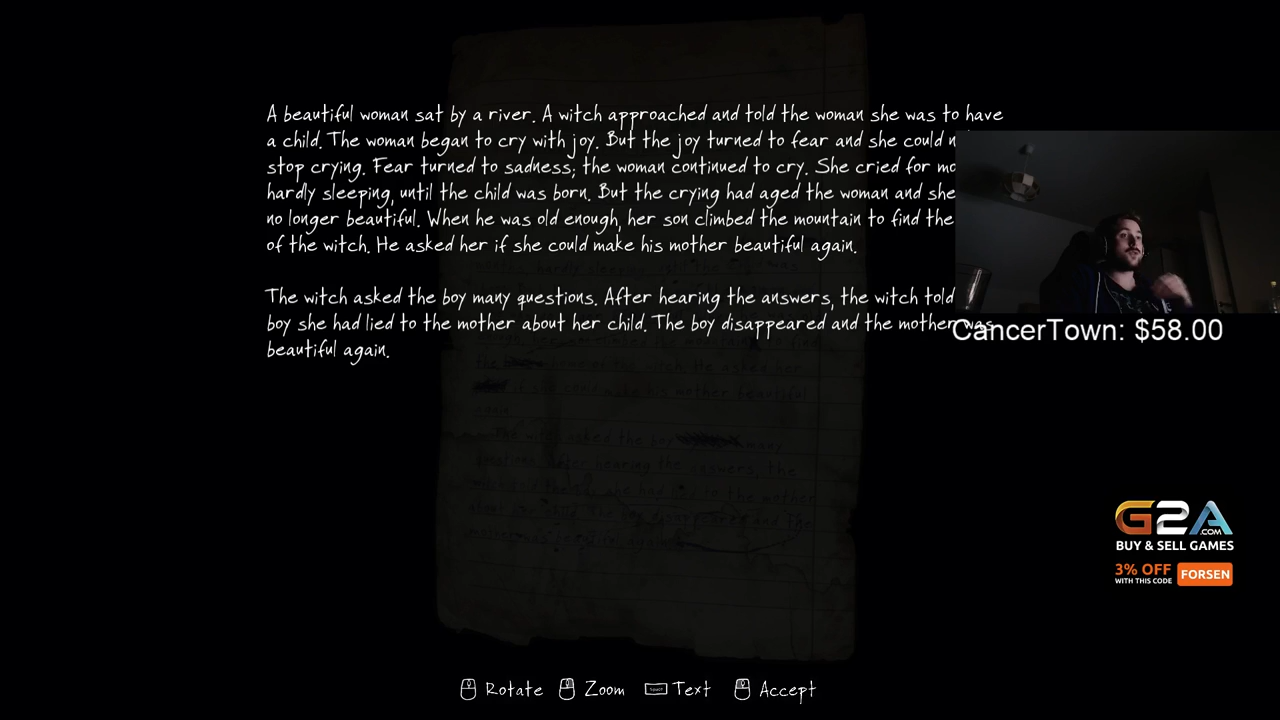 A beautiful woman sat by a river. A witch approached and told the woman she was to have
a child. The woman began to cry with joy. But the joy turned to fear and she could
stop crying. Fear turned to sadness; the woman continued to cry. She cried for
hardly sleeping, until the child was born. But the crying had aged the woman and she
no longer beautiful. When he was old enough, her son climbed the mountain to find the
of the witch. He asked her if she could make his mother beautiful again.
The witch asked the boy many questions. After hearing the answers, the witch told
boy she had lied to the mother about her child. The boy disappeared and the mother was
beautiful again.
CancerTown: $58.00
G2A
.COM
BUY & SELL GAMES
3% OFF
WITH THIS CODE
FORSEN
Rotate Zoom Text Accept